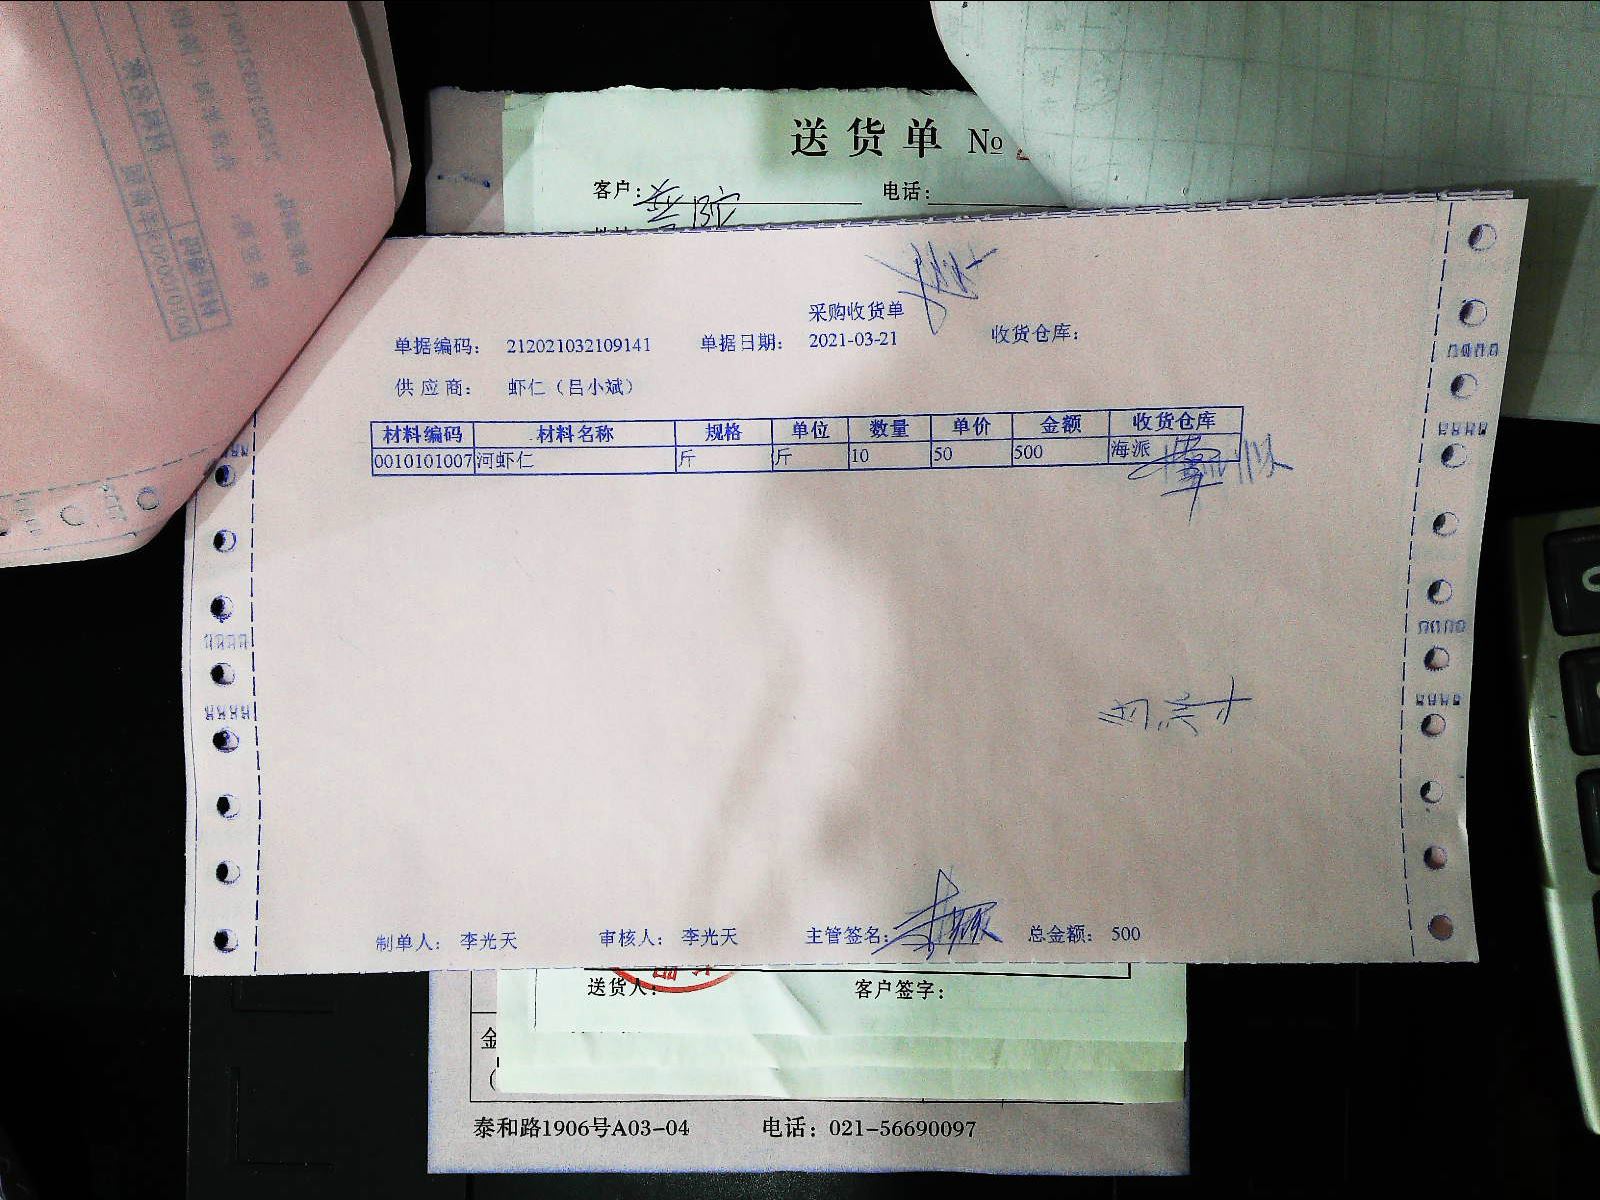 送货单 №
客户: 电话:
采购收货单
单据编码: 212021032109141 单据日期: 2021-03-21 收货仓库:
供应商: 虾仁（吕小斌）
材料编码 材料名称 规格 单位 数量 单价 金额 收货仓库
0010101007 河虾仁 斤 斤 10 50 500 海派
制单人: 李光天 审核人: 李光天 主管签名: 总金额: 500
送货人: 客户签字:
金
(
泰和路1906号A03-04 电话: 021-56690097